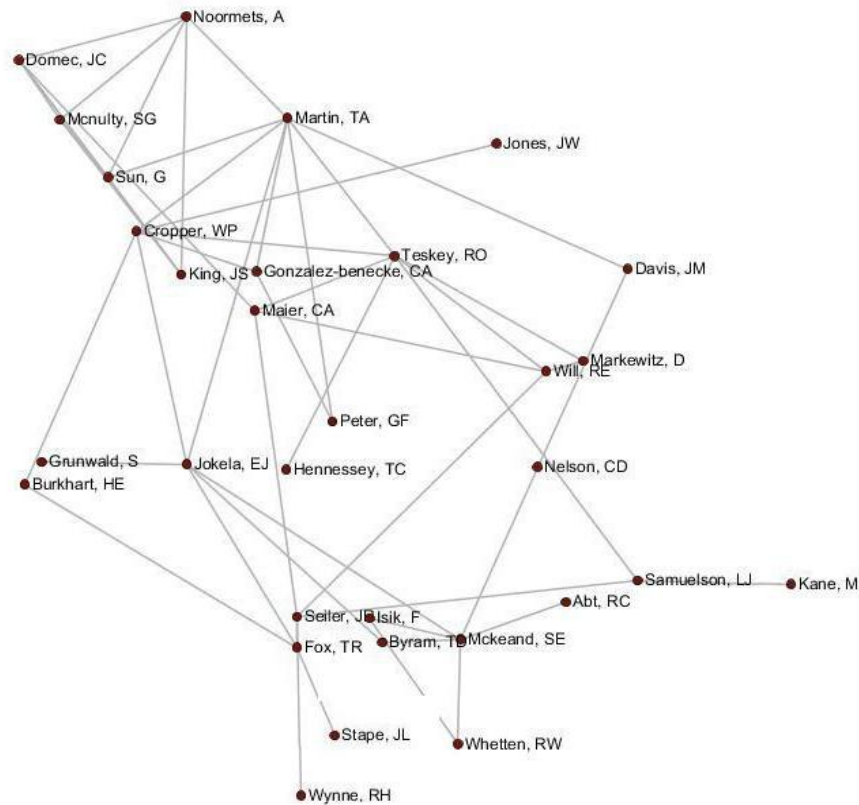 Noormets, A
Domec, JC
Mcnulty, SG
Martin, TA
Jones, JW
Sun, G
Cropper, WP
Teskey, RO
King, JS
Gonzalez-benecke, CA
Davis, JM
Maier, CA
Markewitz, D
Will, RE
Peter, GF
Grunwald, S
Jokela, EJ
Hennessey, TC
Nelson, CD
Burkhart, HE
Samuelson, LJ
Kane, M
Abt, RC
Seiler, JR
Isik, F
Byram, TD
Mckeand, SE
Fox, TR
Stape, JL
Whetten, RW
Wynne, RH